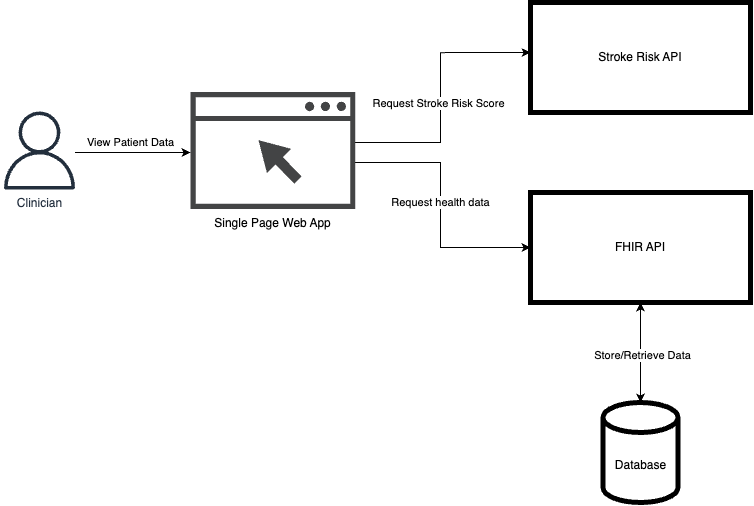 Stroke Risk API
Request Stroke Risk Score
View Patient Data
Clinician
Request health data
Single Page Web App
FHIR API
Store/Retrieve Data
Database